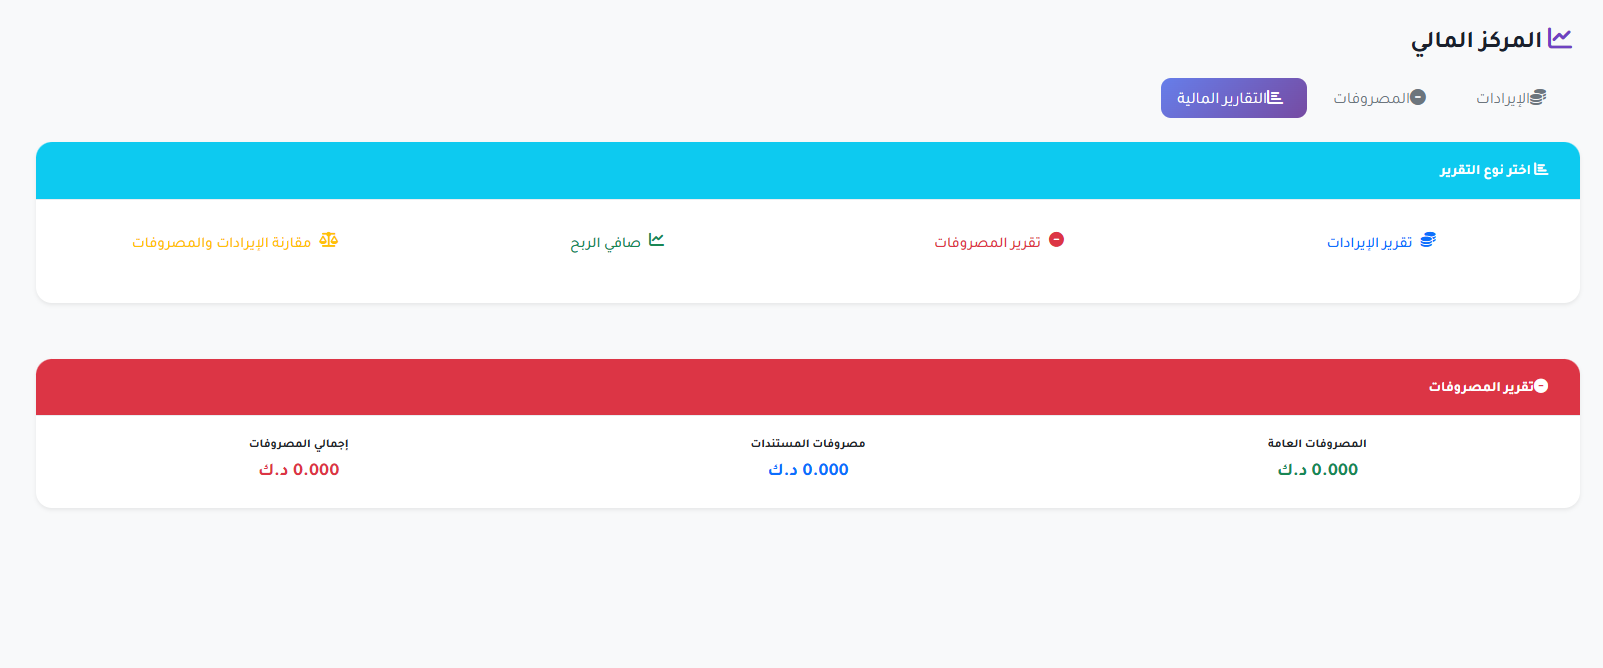 المركز المالي
الإيرادات
المصروفات
التقارير المالية
اختر نوع التقرير
تقرير الإيرادات
تقرير المصروفات
صافي الربح
مقارنة الإيرادات والمصروفات
تقرير المصروفات
المصروفات العامة
0.000 د.ك
مصروفات المستندات
0.000 د.ك
إجمالي المصروفات
0.000 د.ك